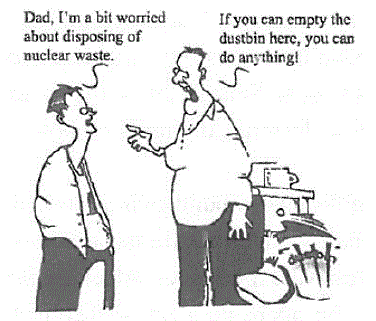 Dad, I'm a bit worried
about disposing of
nuclear waste.
If you can empty the
dustbin here, you can
do anything!
dustbin